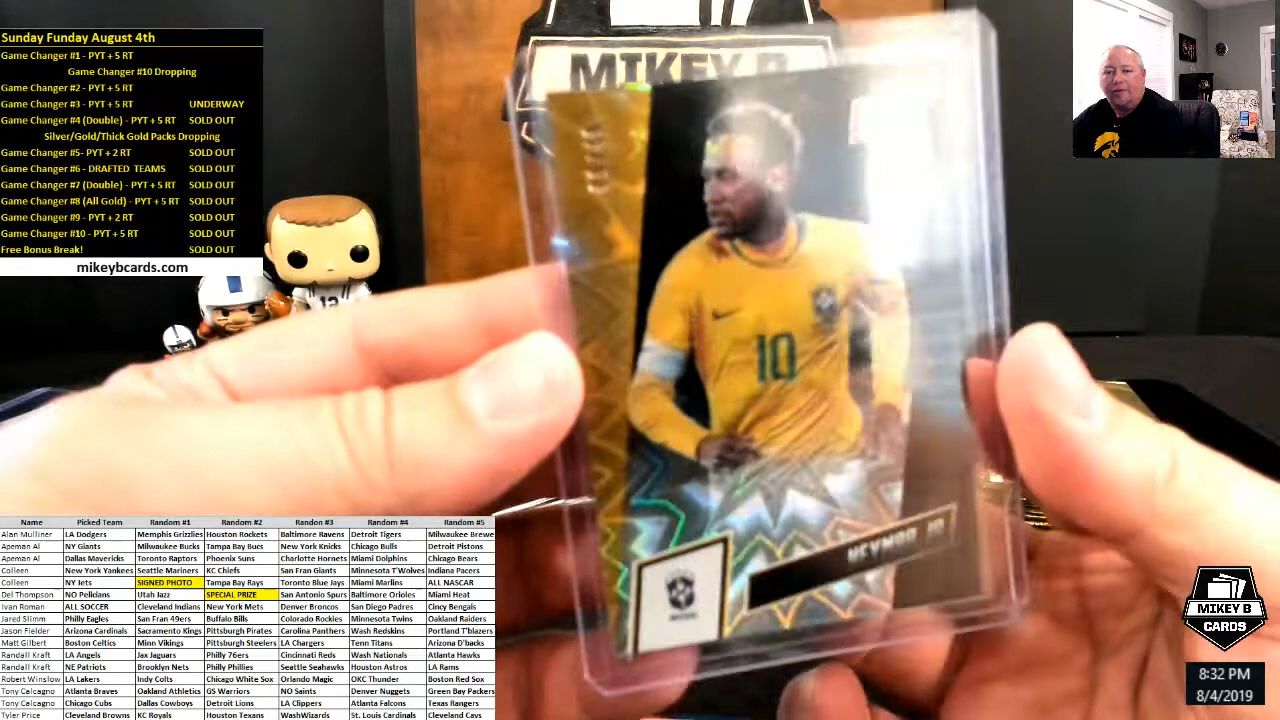 Sunday Funday August 4th
Game Changer #1 - PYT + 5 RT
Game Changer #10 Dropping
Game Changer #2 - PYT + 5 RT
Game Changer #3 - PYT + 5 RT UNDERWAY
Game Changer #4 (Double) - PYT + 5 RT SOLD OUT
Silver/Gold/Thick Gold Packs Dropping
Game Changer #5- PYT + 2 RT SOLD OUT
Game Changer #6 - DRAFTED TEAMS SOLD OUT
Game Changer #7 (Double) - PYT + 5 RT SOLD OUT
Game Changer #8 (All Gold) - PYT + 5 RT SOLD OUT
Game Changer #9 - PYT + 2 RT SOLD OUT
Game Changer #10 - PYT + 5 RT SOLD OUT
Free Bonus Break! SOLD OUT
mikeybcards.com
MIKEY B
10
NEYMAR JR
Name Picked Team Random #1 Random #2 Randon #3 Random #4 Random #5
Alan Mulliner LA Dodgers Memphis Grizzlies Houston Rockets Baltimore Ravens Detroit Tigers Milwaukee Brewe
Apeman Al NY Giants Milwaukee Bucks Tampa Bay Bucs New York Knicks Chicago Bulls Detroit Pistons
Apeman Al Dallas Mavericks Toronto Raptors Phoenix Suns Charlotte Hornets Miami Dolphins Chicago Bears
Colleen New York Yankees Seattle Mariners KC Chiefs San Fran Giants Minnesota T'Wolves Indiana Pacers
Colleen NY Jets SIGNED PHOTO Tampa Bay Rays Toronto Blue Jays Miami Marlins ALL NASCAR
Del Thompson NO Pelicians Utah Jazz SPECIAL PRIZE San Antonio Spurs Baltimore Orioles Miami Heat
Ivan Roman ALL SOCCER Cleveland Indians New York Mets Denver Broncos San Diego Padres Cincy Bengals
Jared Slimm Philly Eagles San Fran 49ers Buffalo Bills Colorado Rockies Minnesota Twins Oakland Raiders
Jason Fielder Arizona Cardinals Sacramento Kings Pittsburgh Pirates Carolina Panthers Wash Redskins Portland T'blazers
Matt Gilbert Boston Celtics Minn Vikings Pittsburgh Steelers LA Chargers Tenn Titans Arizona D'backs
Randall Kraft LA Angels Jax Jaguars Philly 76ers Cincinnati Reds Wash Nationals Atlanta Hawks
Randall Kraft NE Patriots Brooklyn Nets Philly Phillies Seattle Seahawks Houston Astros LA Rams
Robert Winslow LA Lakers Indy Colts Chicago White Sox Orlando Magic OKC Thunder Boston Red Sox
Tony Calcagno Atlanta Braves Oakland Athletics GS Warriors NO Saints Denver Nuggets Green Bay Packers
Tony Calcagno Chicago Cubs Dallas Cowboys Detroit Lions LA Clippers Atlanta Falcons Texas Rangers
Tyler Price Cleveland Browns KC Royals Houston Texans WashWizards St. Louis Cardinals Cleveland Cavs
MIKEY B
CARDS
8:32 PM
8/4/2019